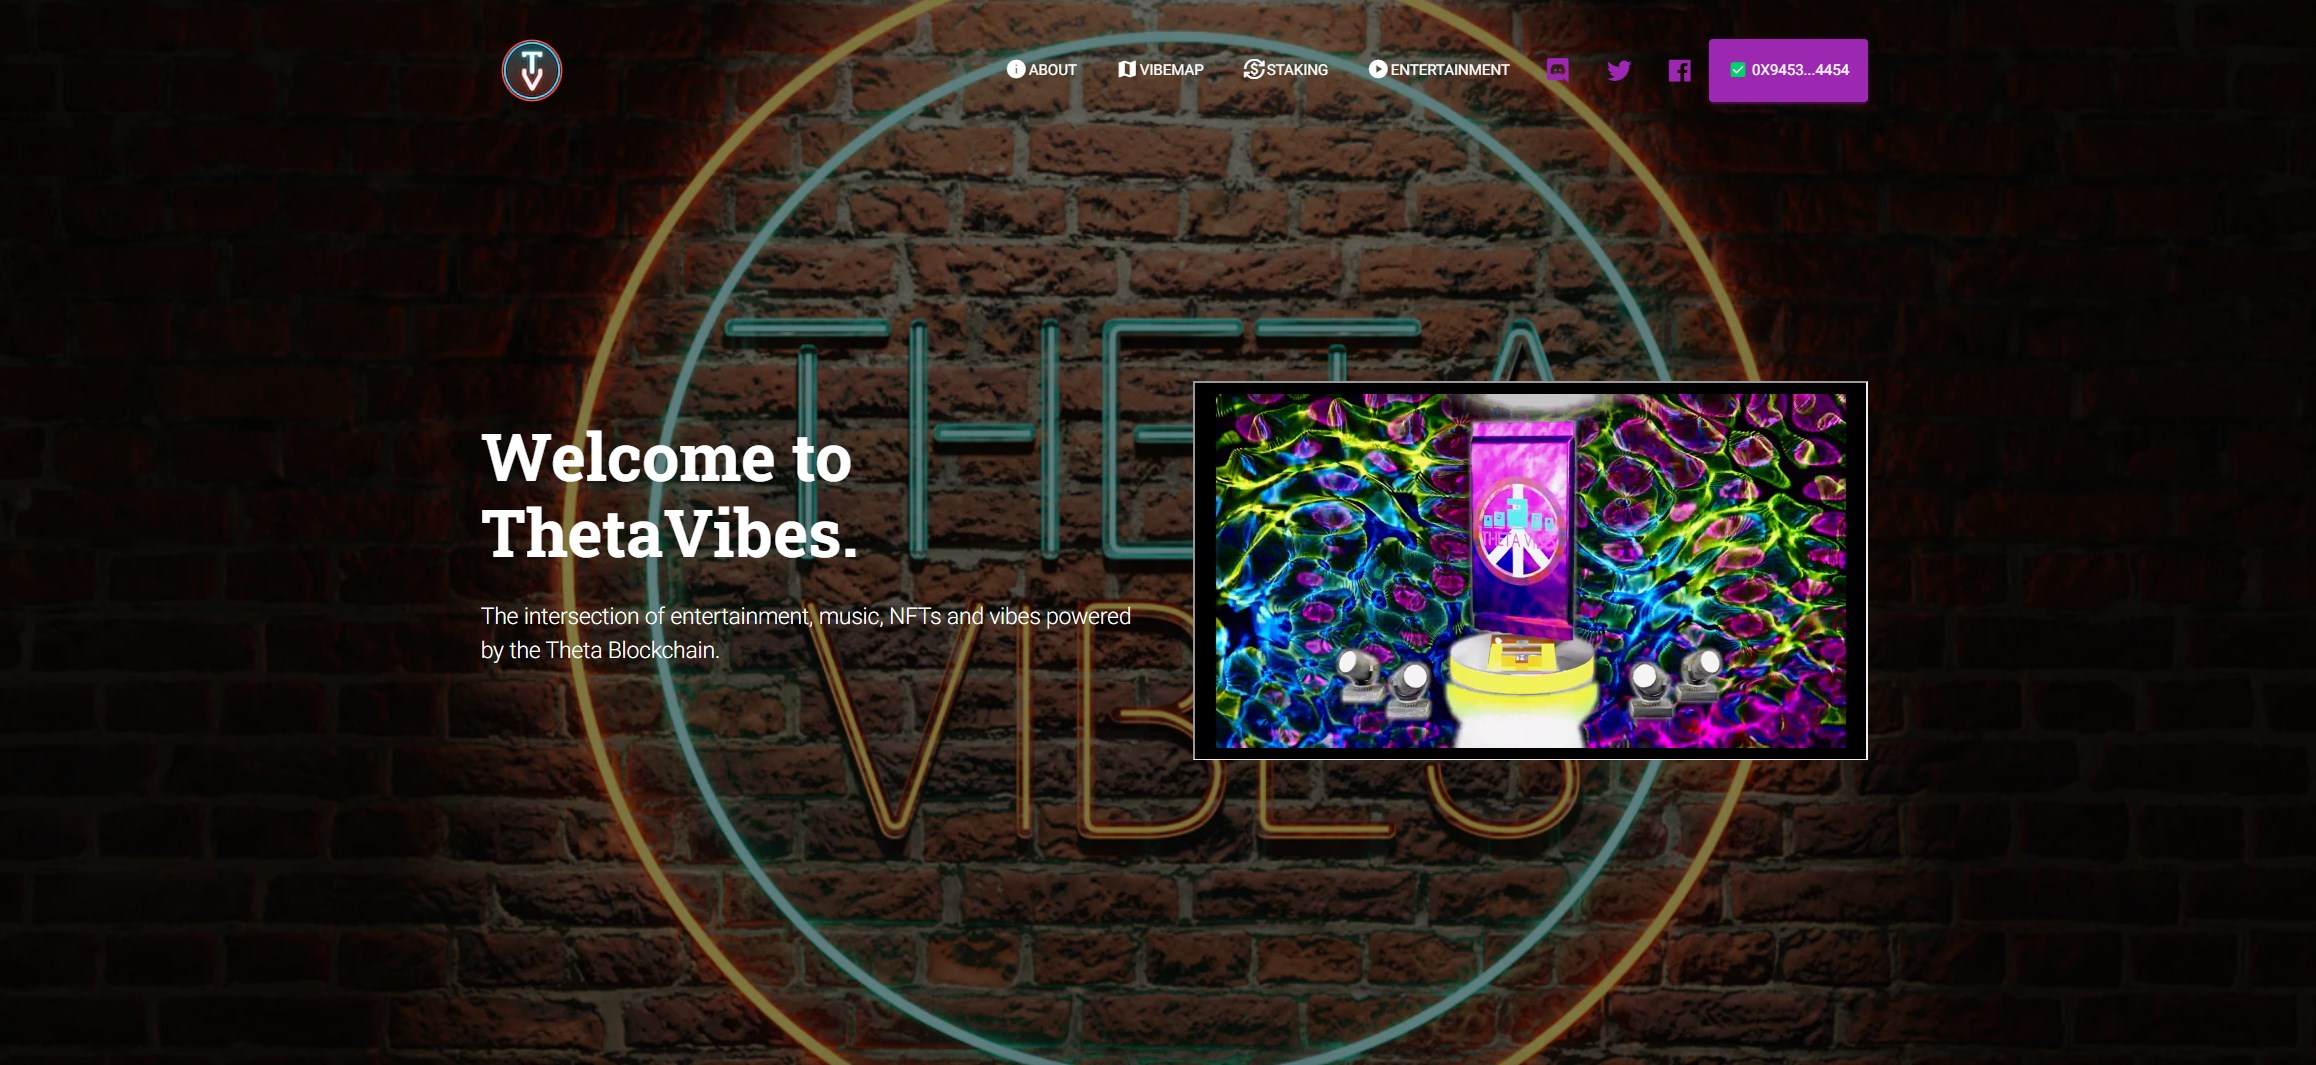 TV
ABOUT
VIBEMAP
STAKING
ENTERTAINMENT
0X9453...4454
THETA
VIBES
Welcome to
ThetaVibes.
The intersection of entertainment, music, NFTs and vibes powered
by the Theta Blockchain.
THETA